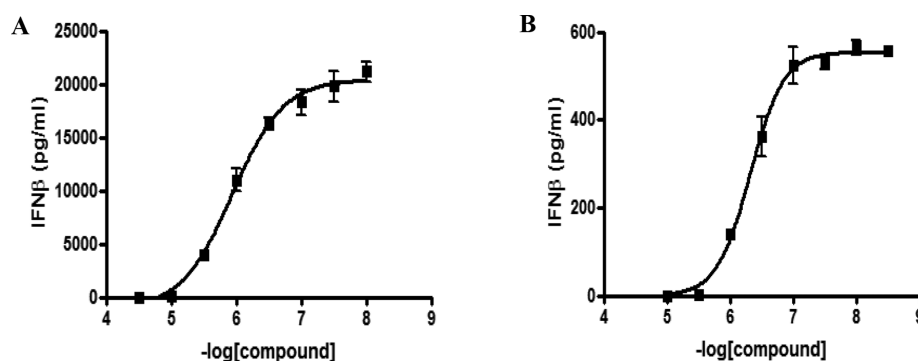 A
IFNβ (pg/ml)
25000
20000
15000
10000
5000
0
4 5 6 7 8 9
-log[compound]
B
IFNβ (pg/ml)
600
400
200
0
4 5 6 7 8 9
-log[compound]